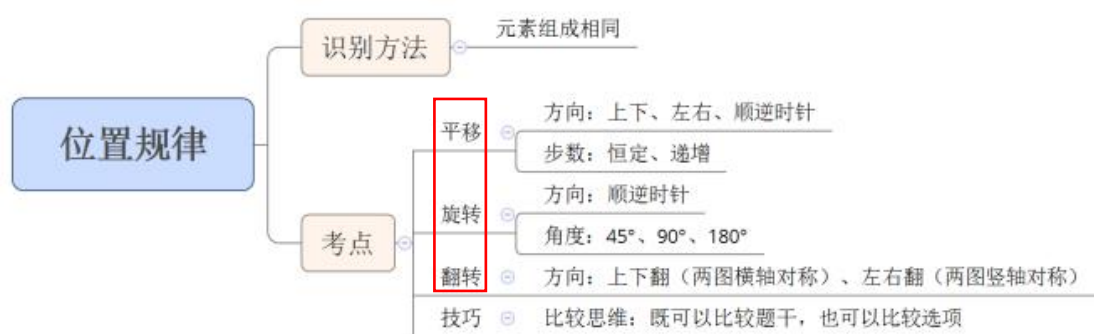 位置规律
识别方法
元素组成相同
考点
平移
方向：上下、左右、顺逆时针
步数：恒定、递增
旋转
方向：顺逆时针
角度：45°、90°、180°
翻转
方向：上下翻（两图横轴对称）、左右翻（两图竖轴对称）
技巧
比较思维：既可以比较题干，也可以比较选项